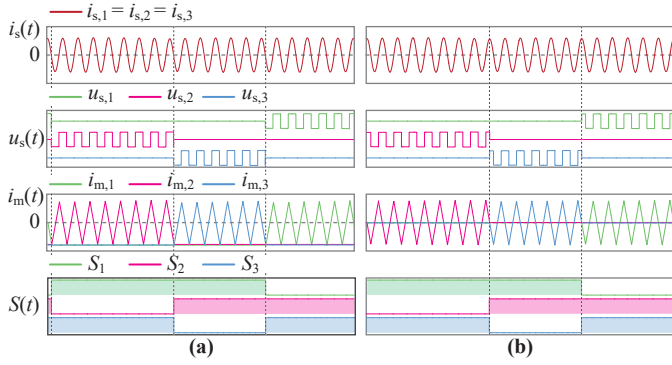 i_s,1 = i_s,2 = i_s,3
i_s(t)
0
u_s,1 u_s,2 u_s,3
u_s(t)
i_m,1 i_m,2 i_m,3
i_m(t)
0
S_1 S_2 S_3
S(t)
(a) (b)